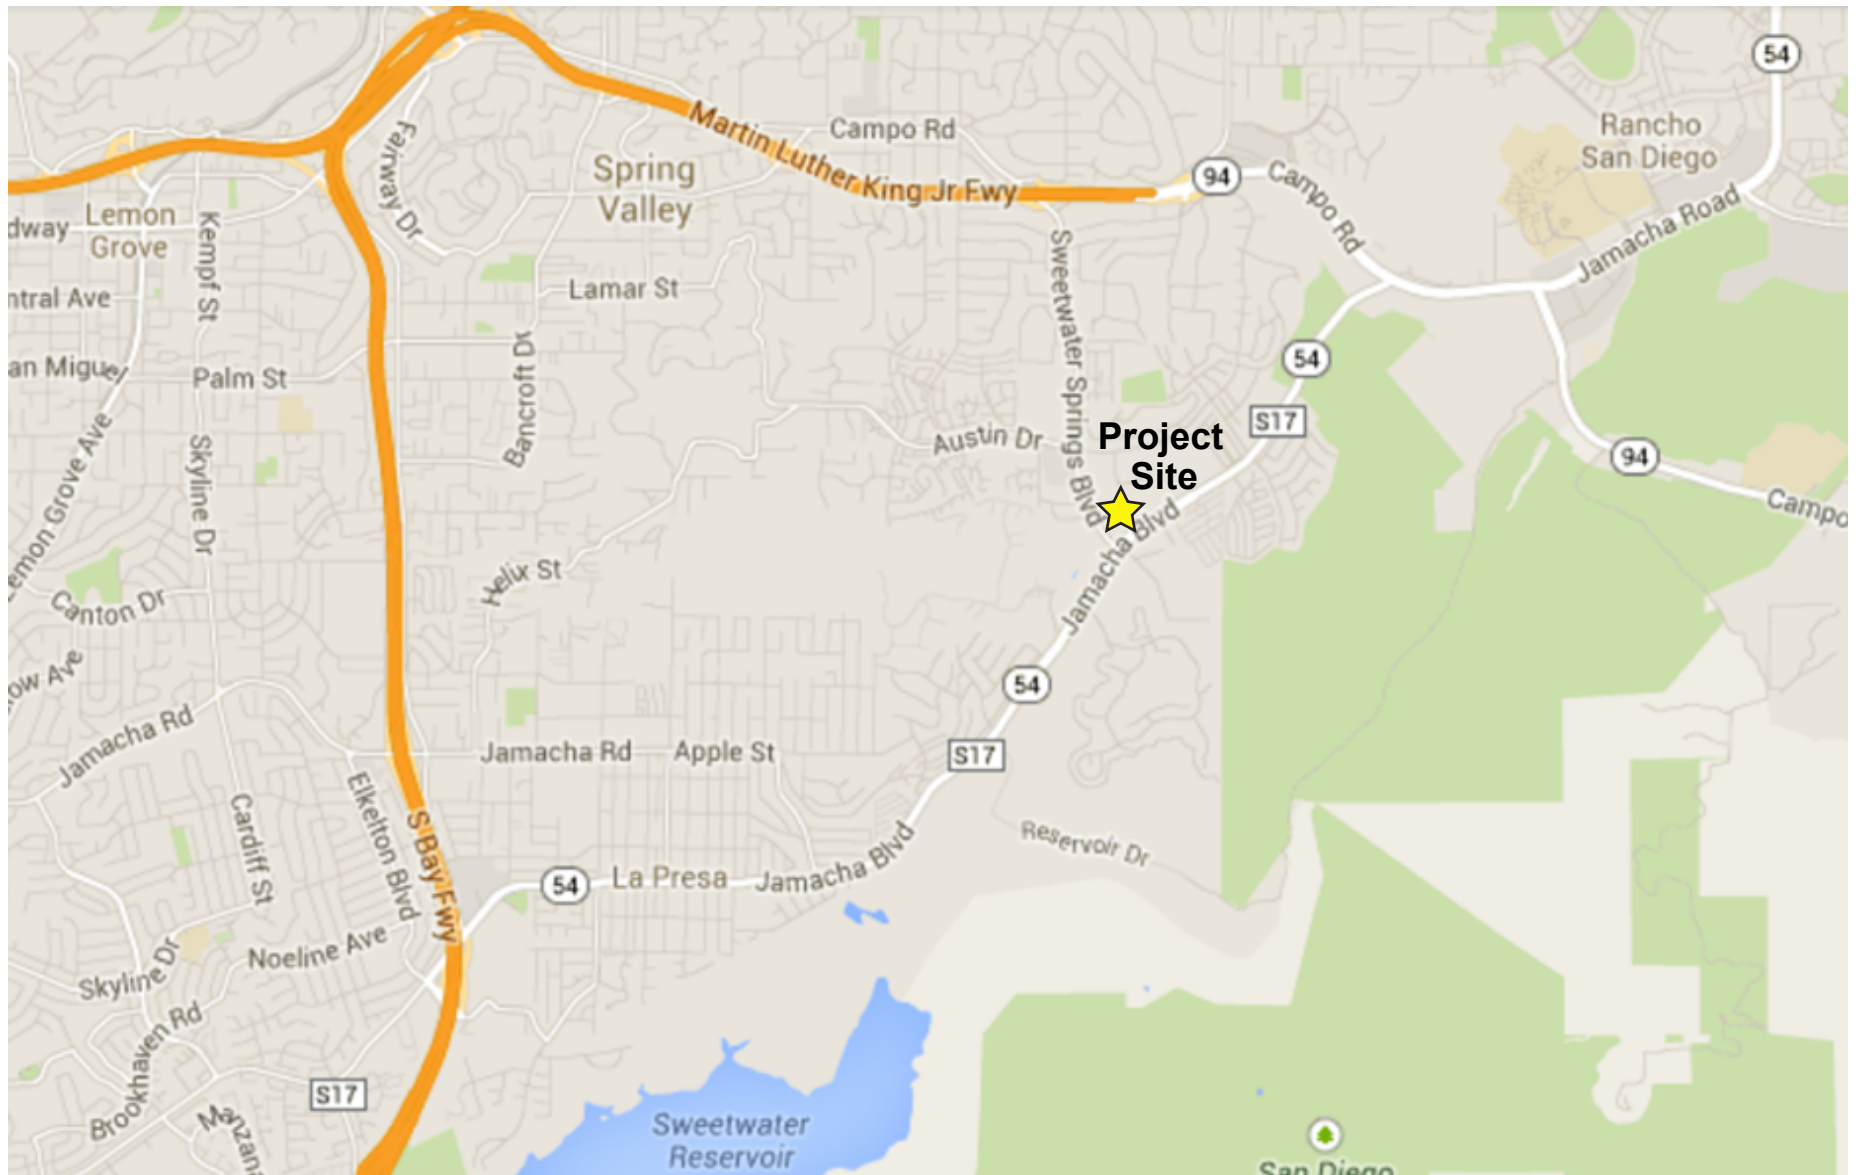 54
Rancho
San Diego
Martin Luther King Jr Fwy
Campo Rd
Fairway Dr
Spring
Valley
94
Campo Rd
Lemon
Grove
dway
Kempf St
Jamacha Road
Sweetwater Springs Blvd
ntral Ave
Lamar St
an Miguel
Palm St
Bancroft Dr
54
S17
Austin Dr
Project
Site
94
Campo
Lemon Grove Ave
Skyline Dr
Jamacha Blvd
Helix St
Canton Dr
ow Ave
54
Jamacha Rd
Jamacha Rd
Apple St
S17
Elkelton Blvd
Cardiff St
S Bay Fwy
Reservoir Dr
54
La Presa
Jamacha Blvd
Noeline Ave
Skyline Dr
Brookhaven Rd
S17
Manzana
Sweetwater
Reservoir
San Diego